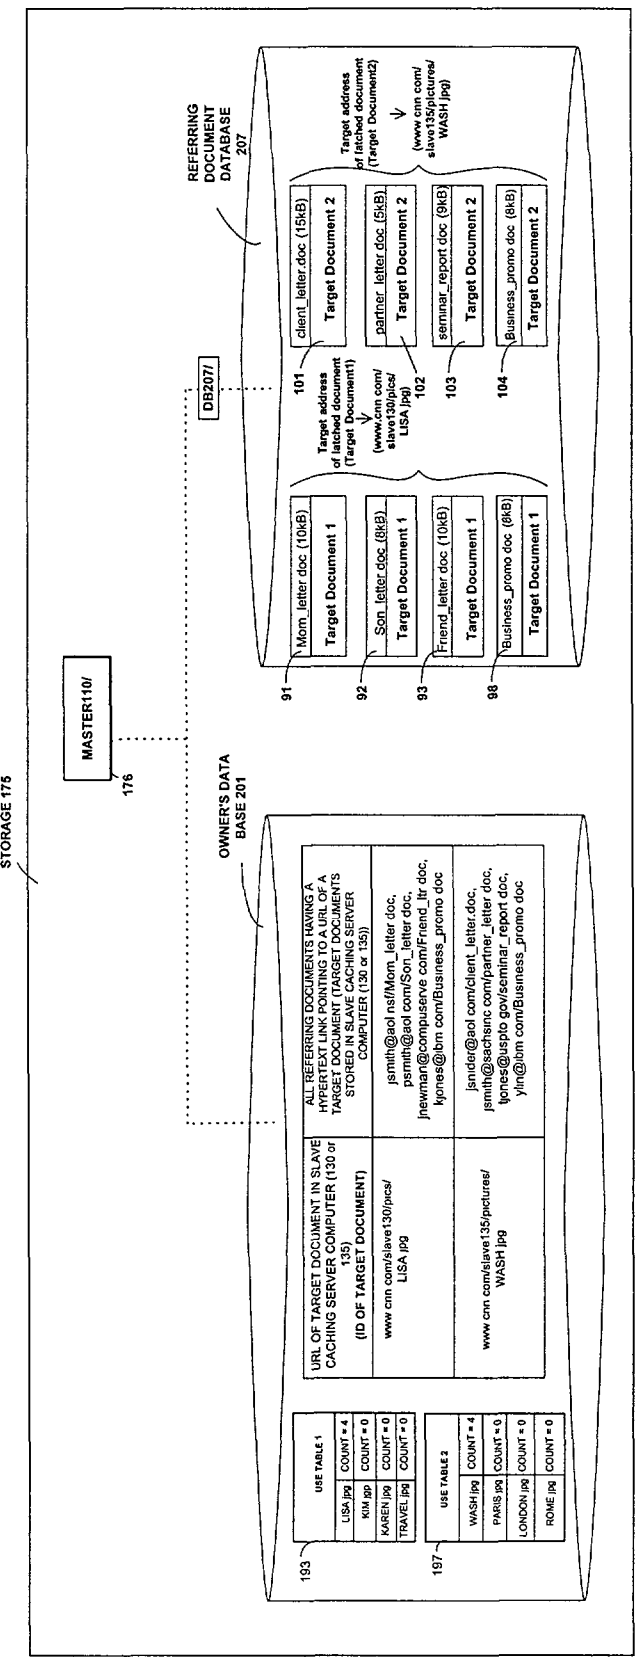 STORAGE 175
MASTER110/
176
DB207/
OWNER'S DATA
BASE 201
USE TABLE 1
LISA jpg COUNT = 4
KIM jgp COUNT = 0
KAREN jpg COUNT = 0
TRAVEL jpg COUNT = 0
193
USE TABLE 2
WASH jpg COUNT = 4
PARIS jpg COUNT = 0
LONDON jpg COUNT = 0
ROME jpg COUNT = 0
197
URL OF TARGET DOCUMENT IN SLAVE
CACHING SERVER COMPUTER (130 or
135)
(ID OF TARGET DOCUMENT)
ALL REFERRING DOCUMENTS HAVING A
HYPERTEXT LINK POINTING TO A URL OF A
TARGET DOCUMENT (TARGET DOCUMENTS
STORED IN SLAVE CACHING SERVER
COMPUTER (130 or 135))
www cnn com/slave130/pics/
LISA jpg
jsmith@aol nsf/Mom_letter doc,
psmith@aol com/Son_letter doc,
jnewman@compuserve com/Friend_ltr doc,
kjones@ibm com/Business_promo doc
www cnn com/slave135/pictures/
WASH jpg
jsnider@aol com/client_letter.doc,
jsmith@sachsinc com/partner_letter doc,
tjones@uspto gov/seminar_report doc,
ylin@ibm com/Business_promo doc
REFERRING
DOCUMENT
DATABASE
207
Mom_letter doc (10kB)
Target Document 1
91
Son_letter doc (8kB)
Target Document 1
92
Friend_letter doc (10kB)
Target Document 1
93
Business_promo doc (8kB)
Target Document 1
98
Target address
of latched document
(Target Document1)
(www.cnn com/
slave130/pics/
LISA jpg)
client_letter.doc (15kB)
Target Document 2
101
partner_letter doc (5kB)
Target Document 2
102
seminar_report doc (9kB)
Target Document 2
103
Business_promo doc (8kB)
Target Document 2
104
Target address
of latched document
(Target Document2)
(www cnn com/
slave135/pictures/
WASH jpg)